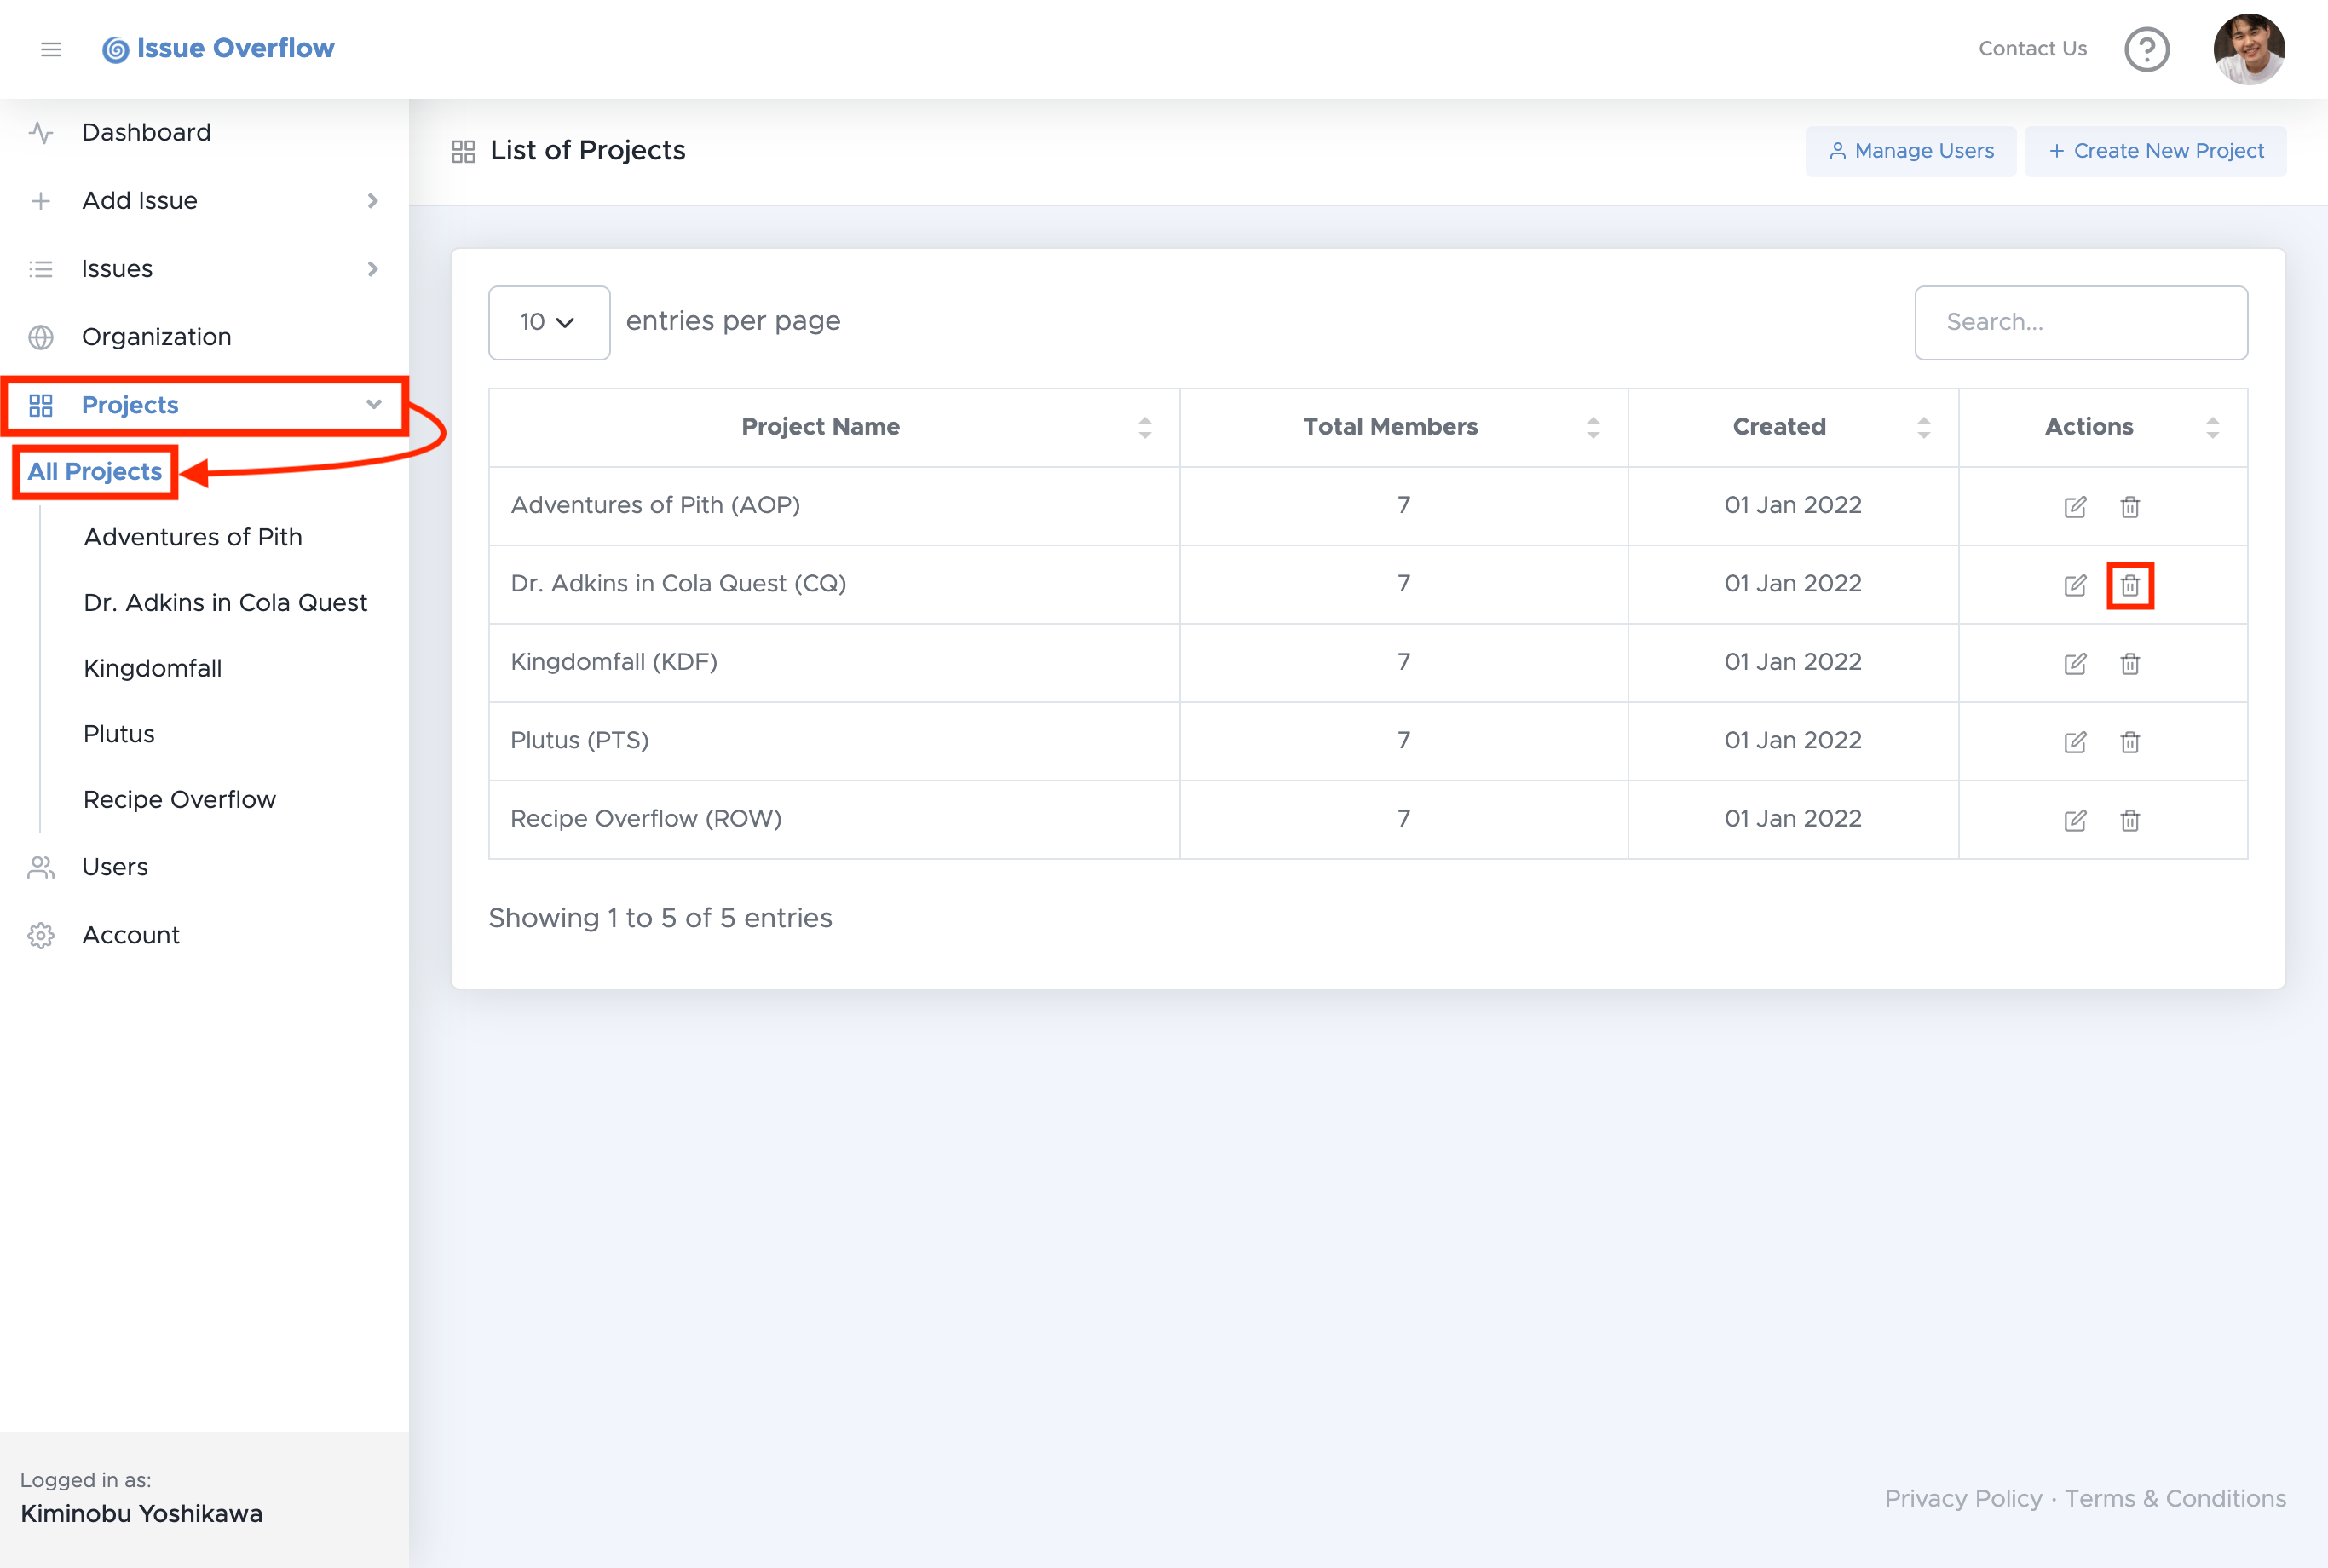 Issue Overflow
Contact Us
Dashboard
Add Issue
Issues
Organization
Projects
All Projects
Adventures of Pith
Dr. Adkins in Cola Quest
Kingdomfall
Plutus
Recipe Overflow
Users
Account
Logged in as:
Kiminobu Yoshikawa
List of Projects
Manage Users
+ Create New Project
10 entries per page
Search...
Project Name Total Members Created Actions
Adventures of Pith (AOP) 7 01 Jan 2022
Dr. Adkins in Cola Quest (CQ) 7 01 Jan 2022
Kingdomfall (KDF) 7 01 Jan 2022
Plutus (PTS) 7 01 Jan 2022
Recipe Overflow (ROW) 7 01 Jan 2022
Showing 1 to 5 of 5 entries
Privacy Policy · Terms & Conditions